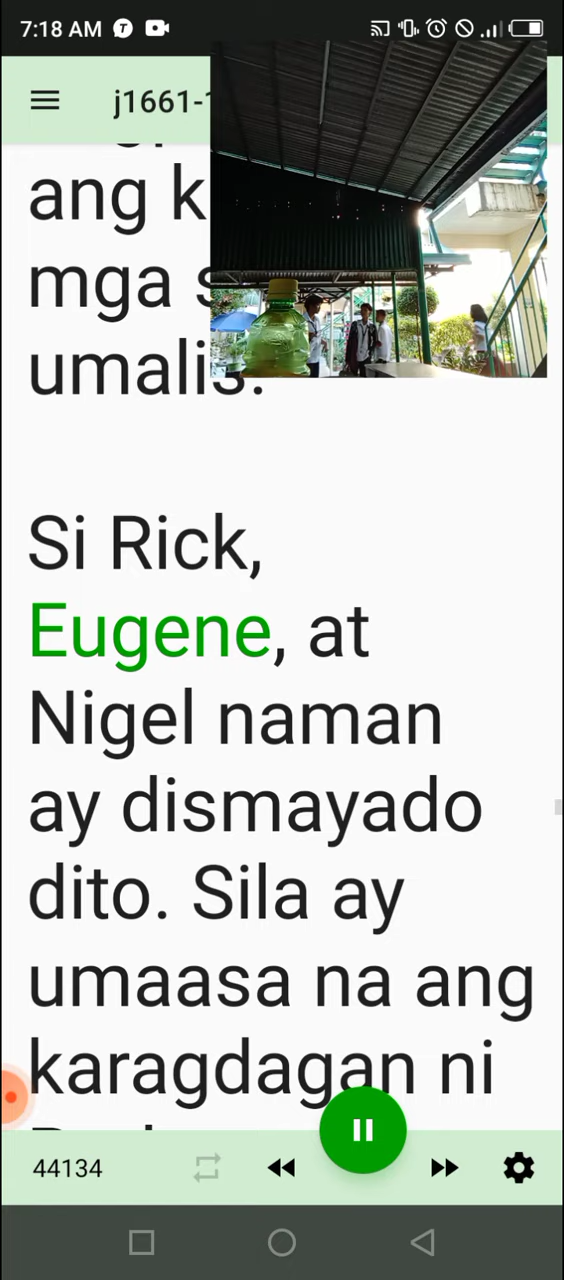 7:18 AM
j1661-
ang k
mga s
umalis.
Si Rick,
Eugene, at
Nigel naman
ay dismayado
dito. Sila ay
umaasa na ang
karagdagan ni
44134